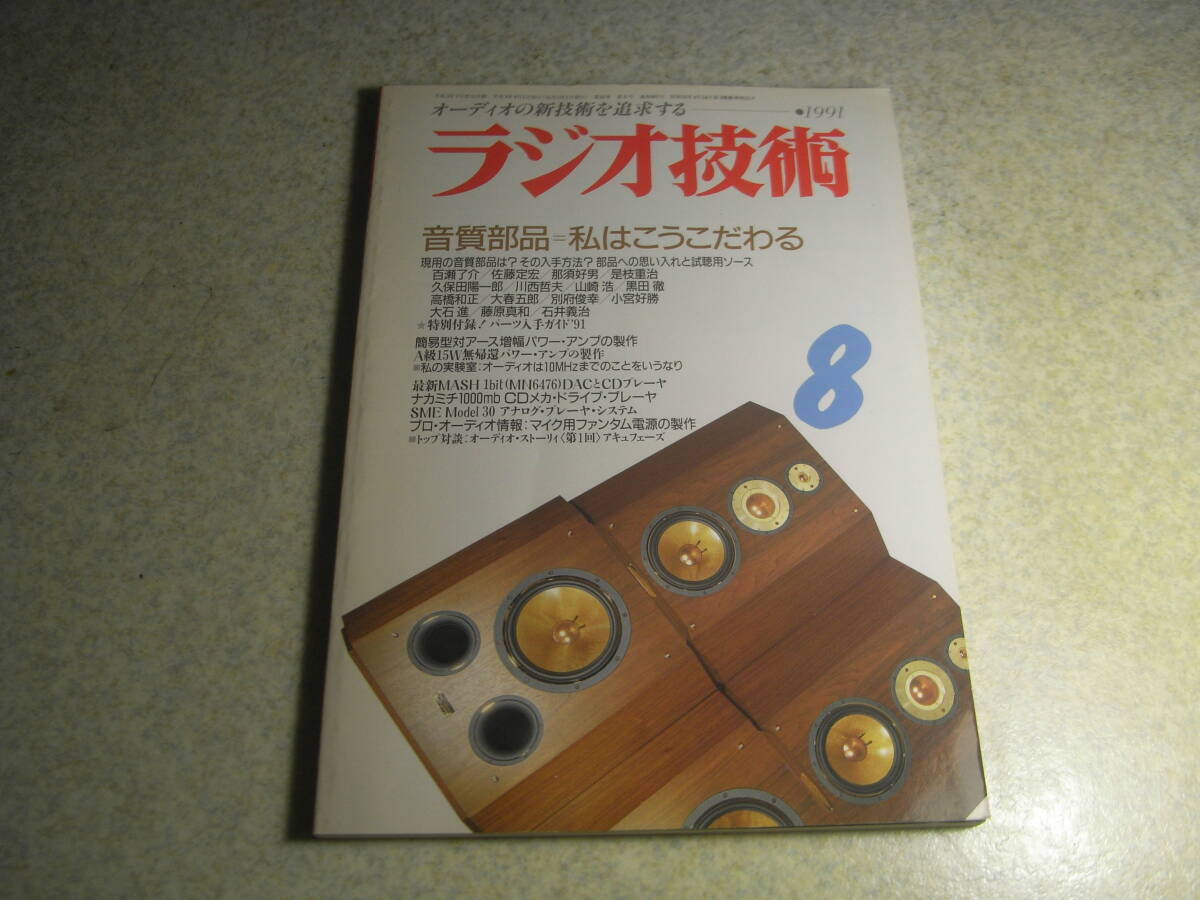 オーディオの新技術を追求する ●1991
ラジオ技術
音質部品=私はこうこだわる
現用の音質部品は?その入手方法?部品への思い入れと試聴用ソース
百瀬了介/佐藤定宏/那須好男/是枝重治
久保田陽一郎/川西哲夫/山崎 浩/黒田 徹
高橋和正/大春五郎/別府俊幸/小宮好勝
大石 進/藤原真和/石井義治
★特別付録!パーツ入手ガイド'91
簡易型対アース増幅パワー・アンプの製作
A級15W無帰還パワー・アンプの製作
■私の実験室:オーディオは10MHzまでのことをいうなり
最新MASH 1bit(MN6476)DACとCDプレーヤ
ナカミチ1000mb CDメカ・ドライブ・プレーヤ
SME Model 30 アナログ・プレーヤ・システム
プロ・オーディオ情報:マイク用ファンタム電源の製作
■トップ対談:オーディオ・ストーリィ〈第1回〉アキュフェーズ
8